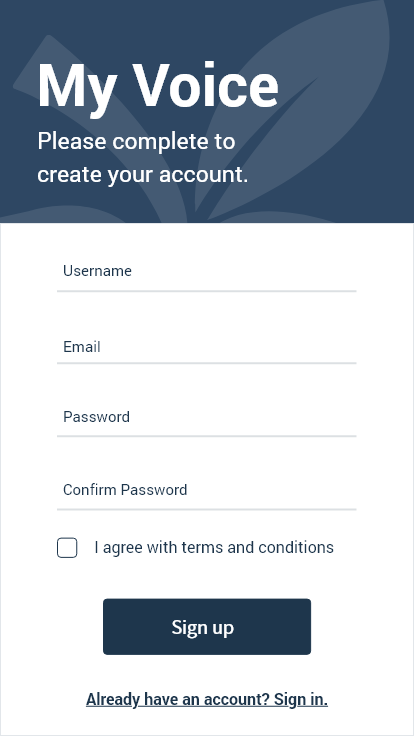 My Voice
Please complete to
create your account.
Username
Email
Password
Confirm Password
I agree with terms and conditions
Sign up
Already have an account? Sign in.